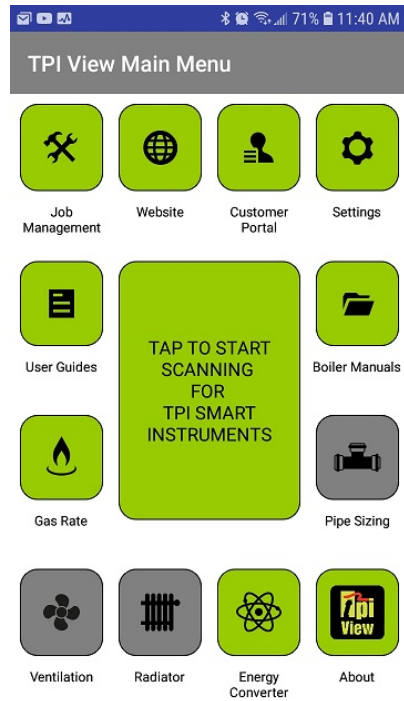 71% 11:40 AM
TPI View Main Menu
Job
Management
Website
Customer
Portal
Settings
User Guides
TAP TO START
SCANNING
FOR
TPI SMART
INSTRUMENTS
Boiler Manuals
Gas Rate
Pipe Sizing
Ventilation
Radiator
Energy
Converter
Tpi
View
About